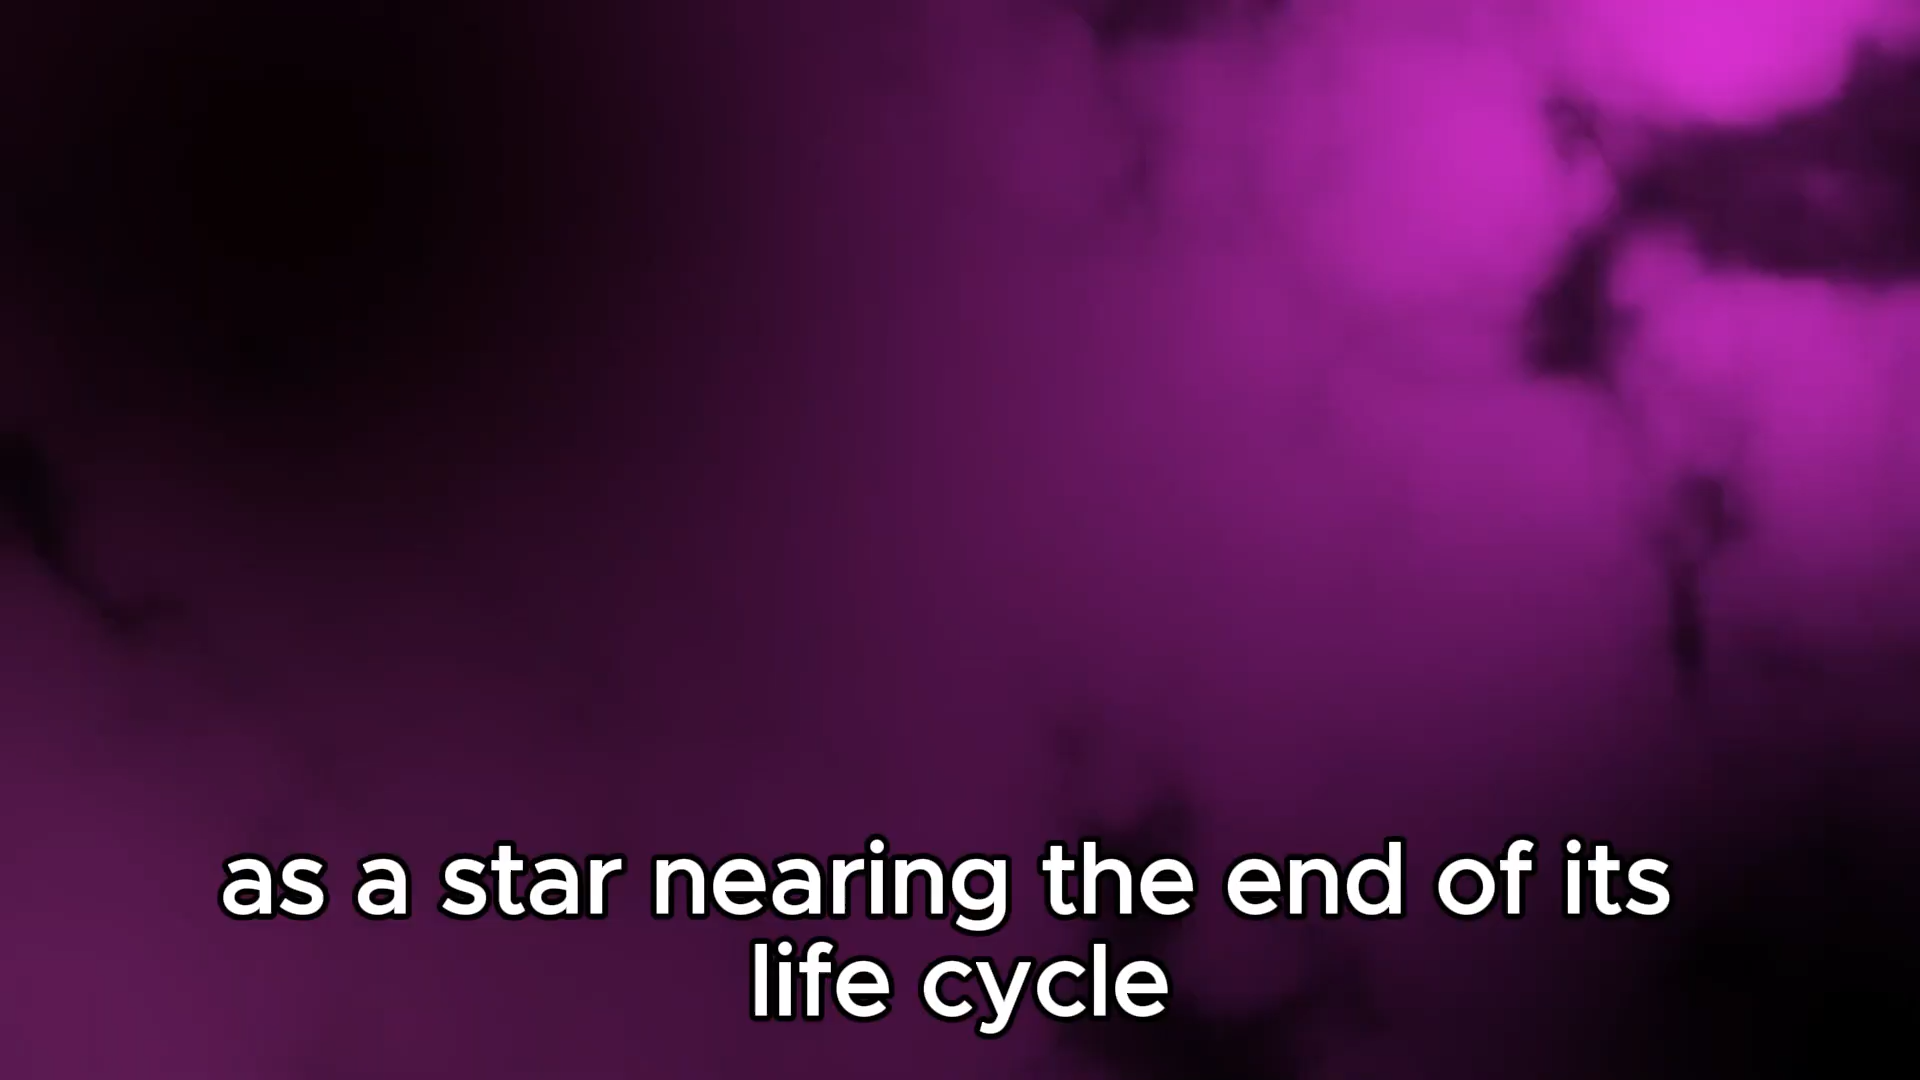 as a star nearing the end of its
life cycle